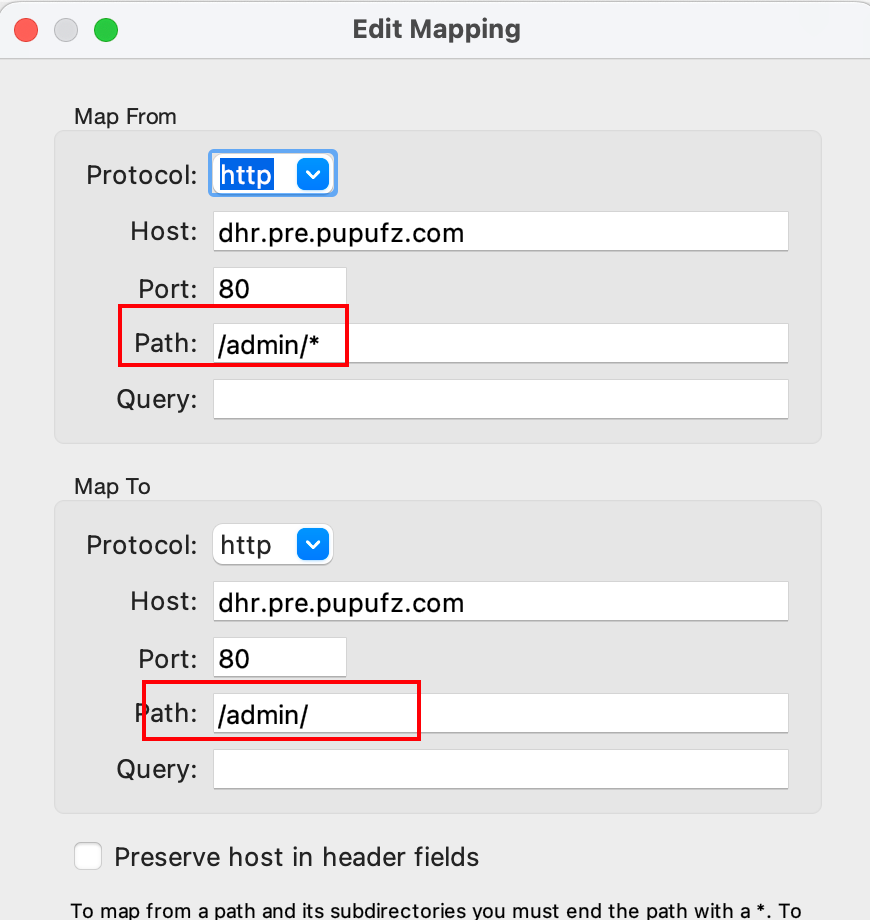 Edit Mapping
Map From
Protocol: http
Host: dhr.pre.pupufz.com
Port: 80
Path: /admin/*
Query:
Map To
Protocol: http
Host: dhr.pre.pupufz.com
Port: 80
Path: /admin/
Query:
Preserve host in header fields
To map from a path and its subdirectories you must end the path with a *. To